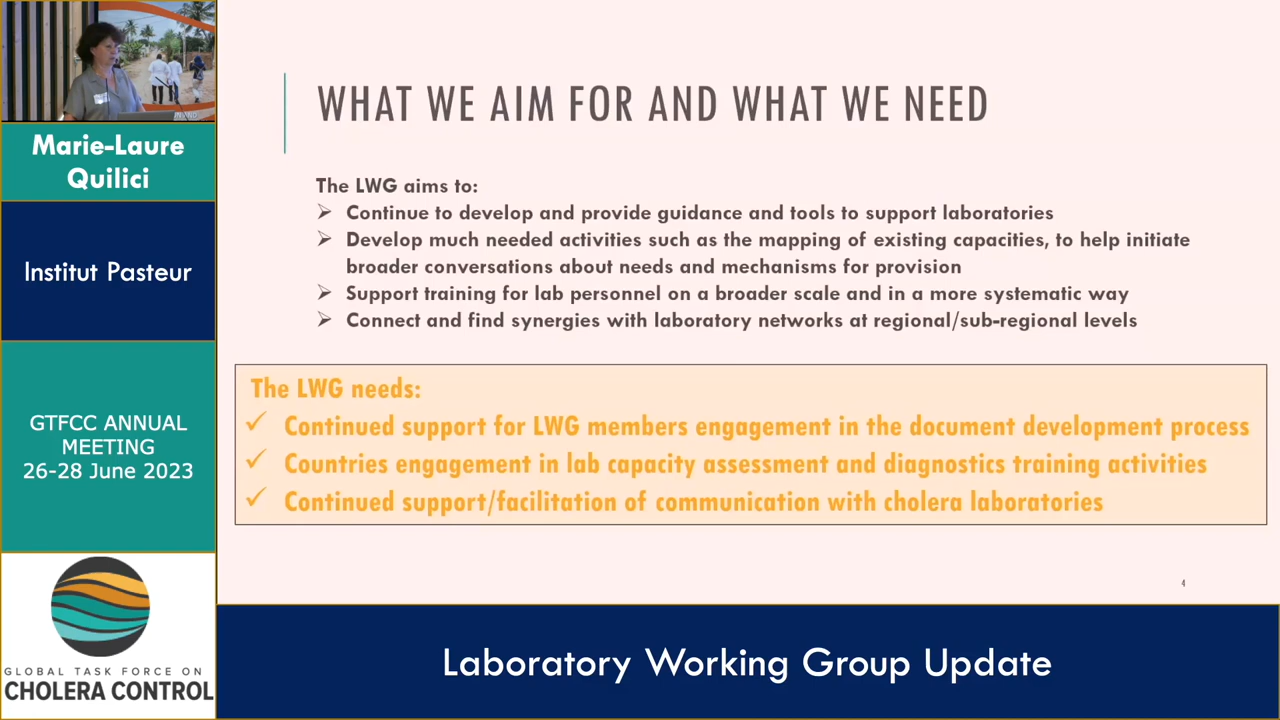 Marie-Laure
Quilici
Institut Pasteur
GTFCC ANNUAL
MEETING
26-28 June 2023
GLOBAL TASK FORCE ON
CHOLERA CONTROL
WHAT WE AIM FOR AND WHAT WE NEED
The LWG aims to:
Continue to develop and provide guidance and tools to support laboratories
Develop much needed activities such as the mapping of existing capacities, to help initiate
broader conversations about needs and mechanisms for provision
Support training for lab personnel on a broader scale and in a more systematic way
Connect and find synergies with laboratory networks at regional/sub-regional levels
The LWG needs:
Continued support for LWG members engagement in the document development process
Countries engagement in lab capacity assessment and diagnostics training activities
Continued support/facilitation of communication with cholera laboratories
4
Laboratory Working Group Update